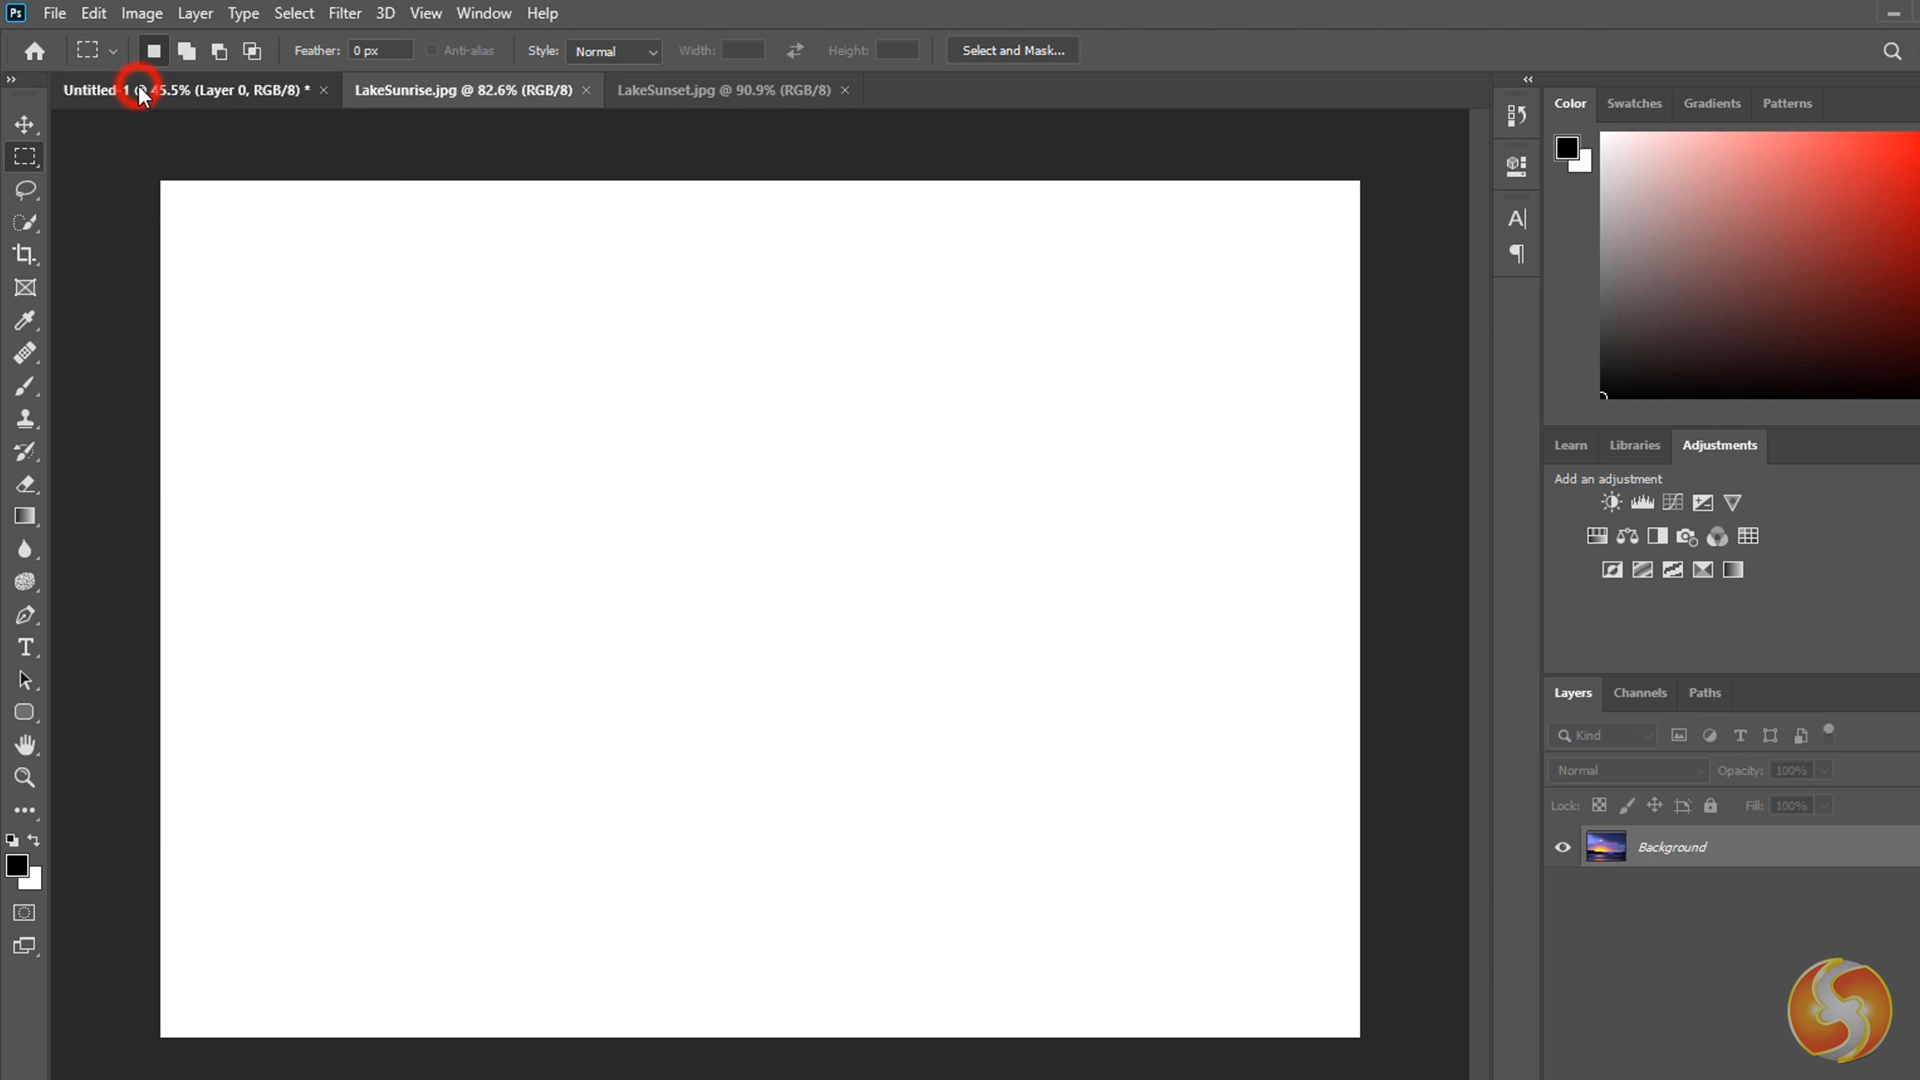 Ps File Edit Image Layer Type Select Filter 3D View Window Help
Feather: 0 px Anti-alias Style: Normal Width: Height: Select and Mask...
Untitled-1 @ 45.5% (Layer 0, RGB/8) * LakeSunrise.jpg @ 82.6% (RGB/8) LakeSunset.jpg @ 90.9% (RGB/8)
Color Swatches Gradients Patterns
Learn Libraries Adjustments
Add an adjustment
Layers Channels Paths
Kind
Normal Opacity: 100%
Lock: Fill: 100%
Background